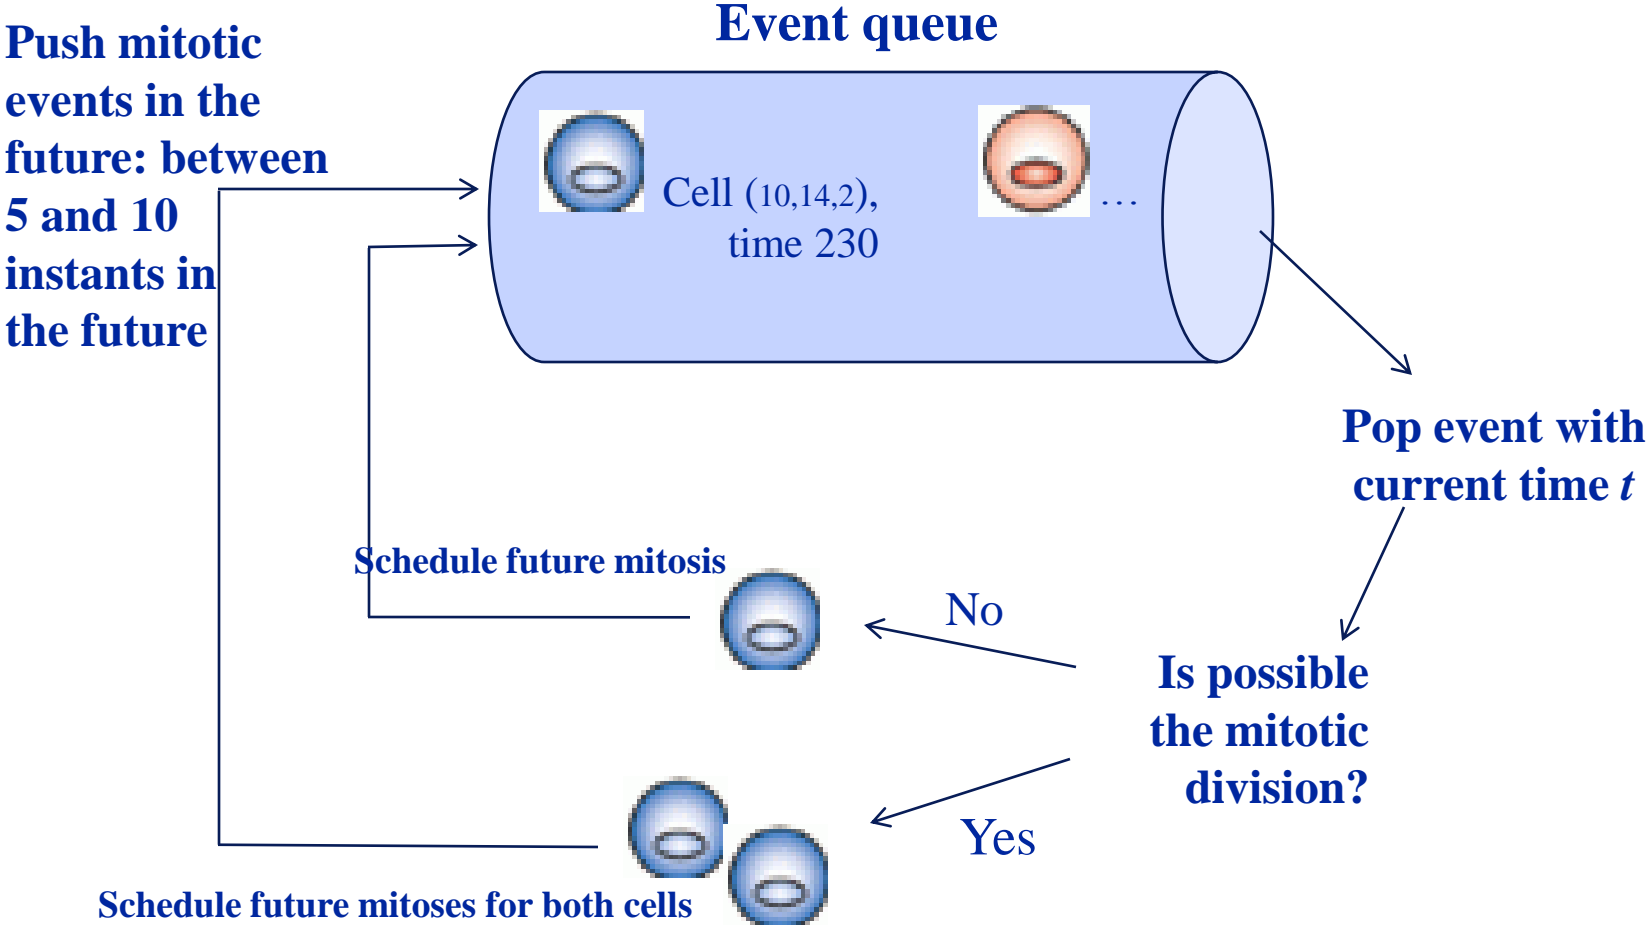 Event queue
Push mitotic
events in the
future: between
5 and 10
instants in
the future
Cell (10,14,2),
time 230
...
Pop event with
current time t
Schedule future mitosis
No
Is possible
the mitotic
division?
Yes
Schedule future mitoses for both cells